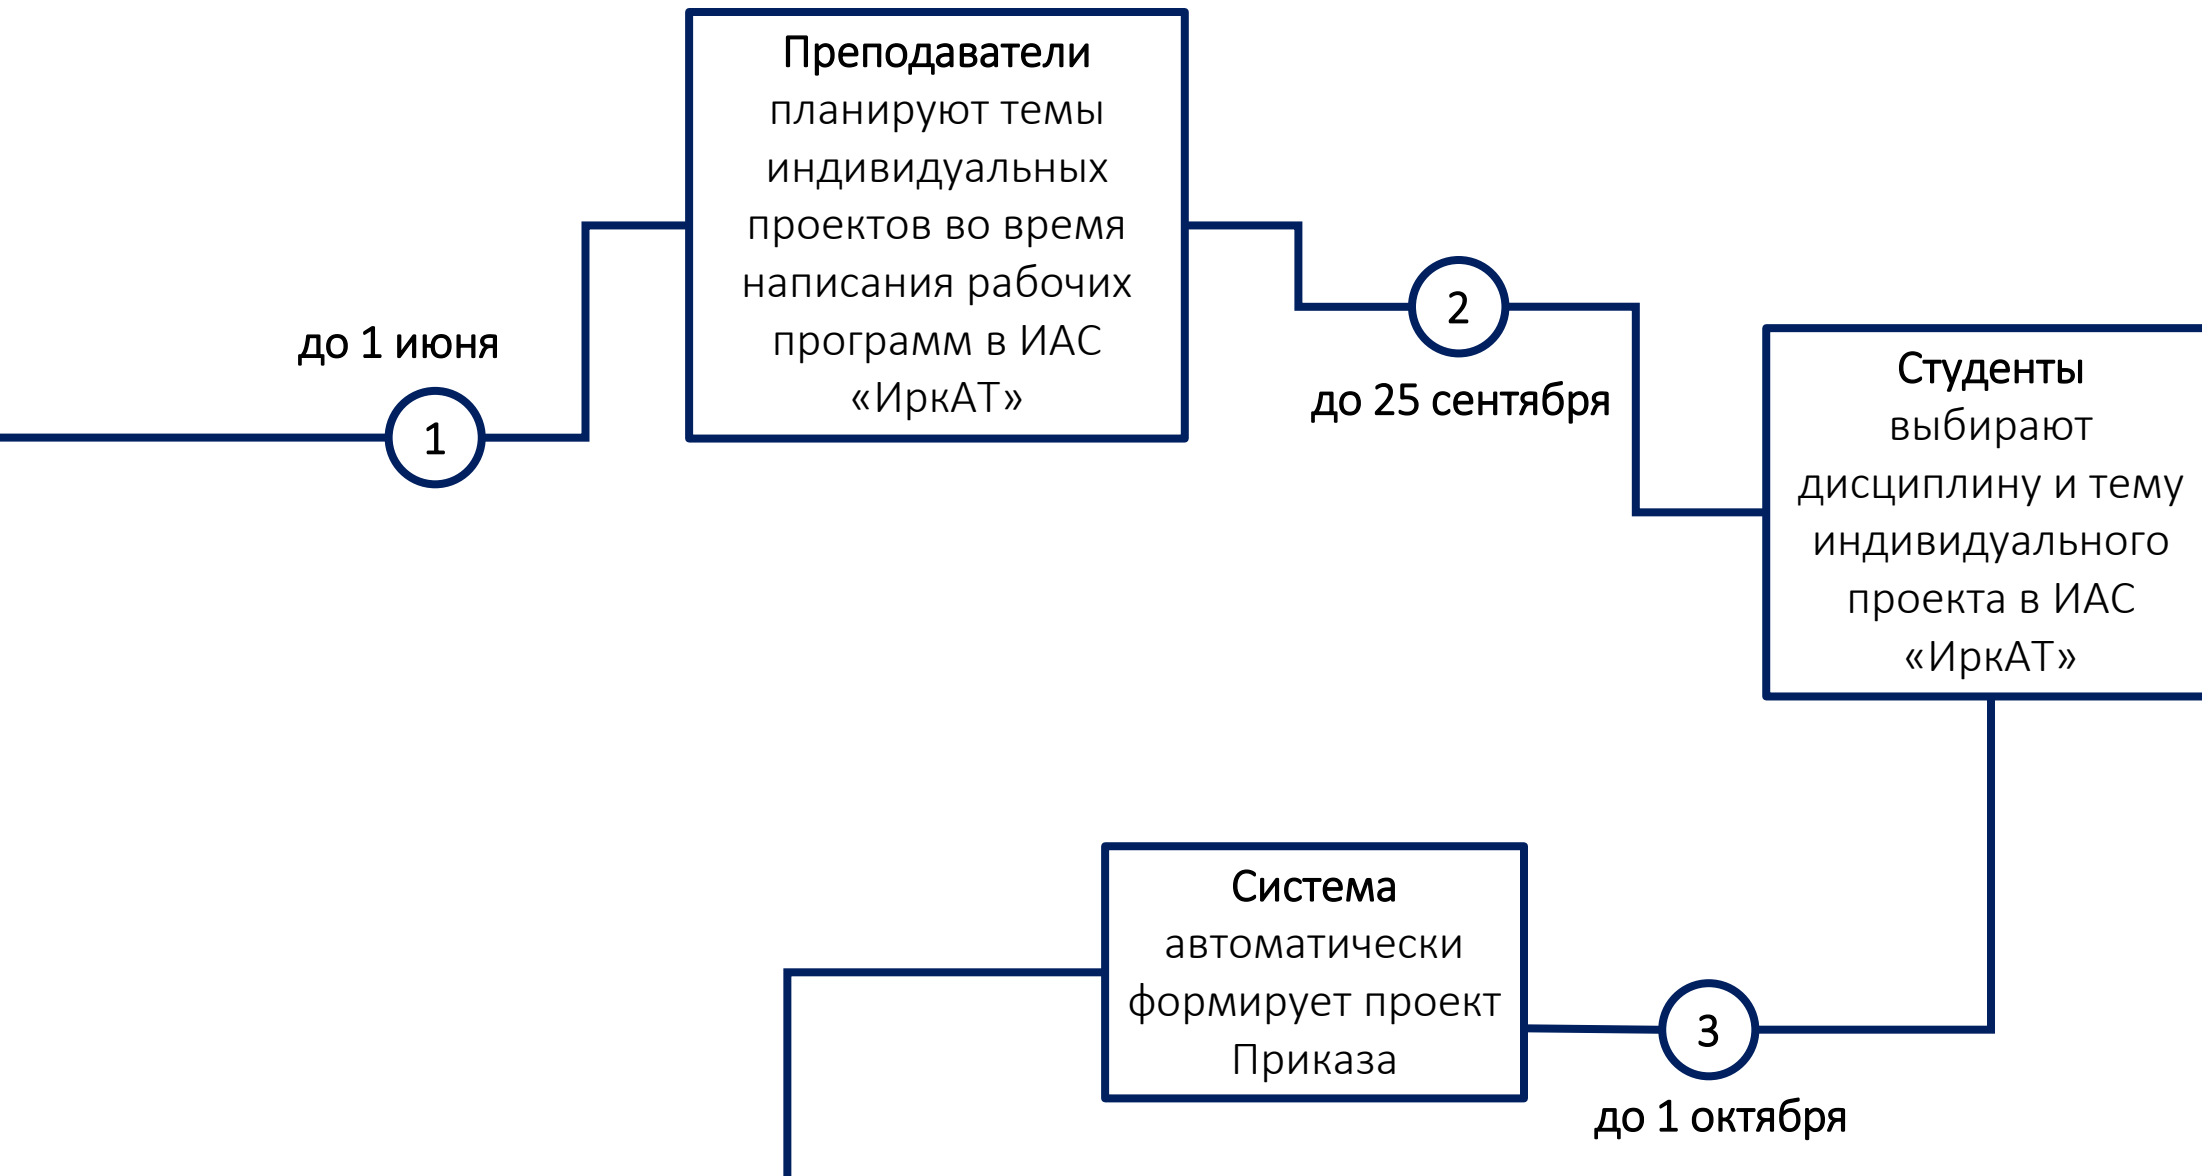 до 1 июня
1
Преподаватели
планируют темы
индивидуальных
проектов во время
написания рабочих
программ в ИАС
«ИркАТ»
2
до 25 сентября
Студенты
выбирают
дисциплину и тему
индивидуального
проекта в ИАС
«ИркАТ»
3
до 1 октября
Система
автоматически
формирует проект
Приказа